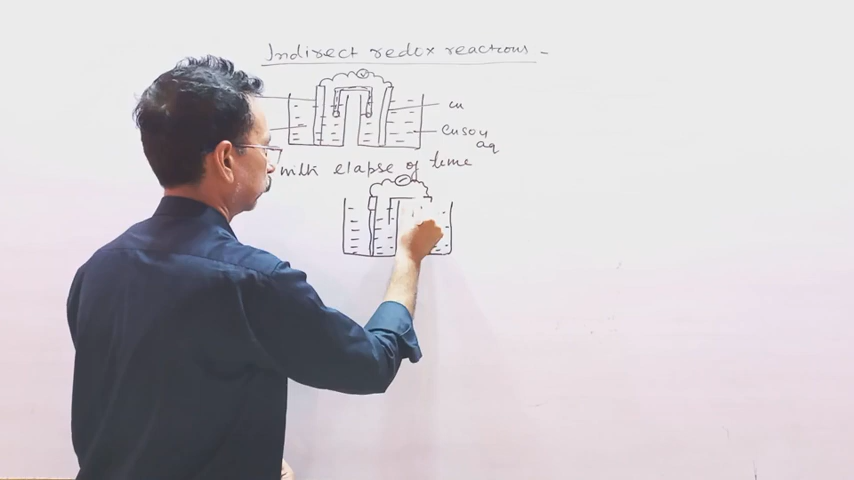 Indirect redox reactions -
V
cu
cuso4
aq
with elapse of time